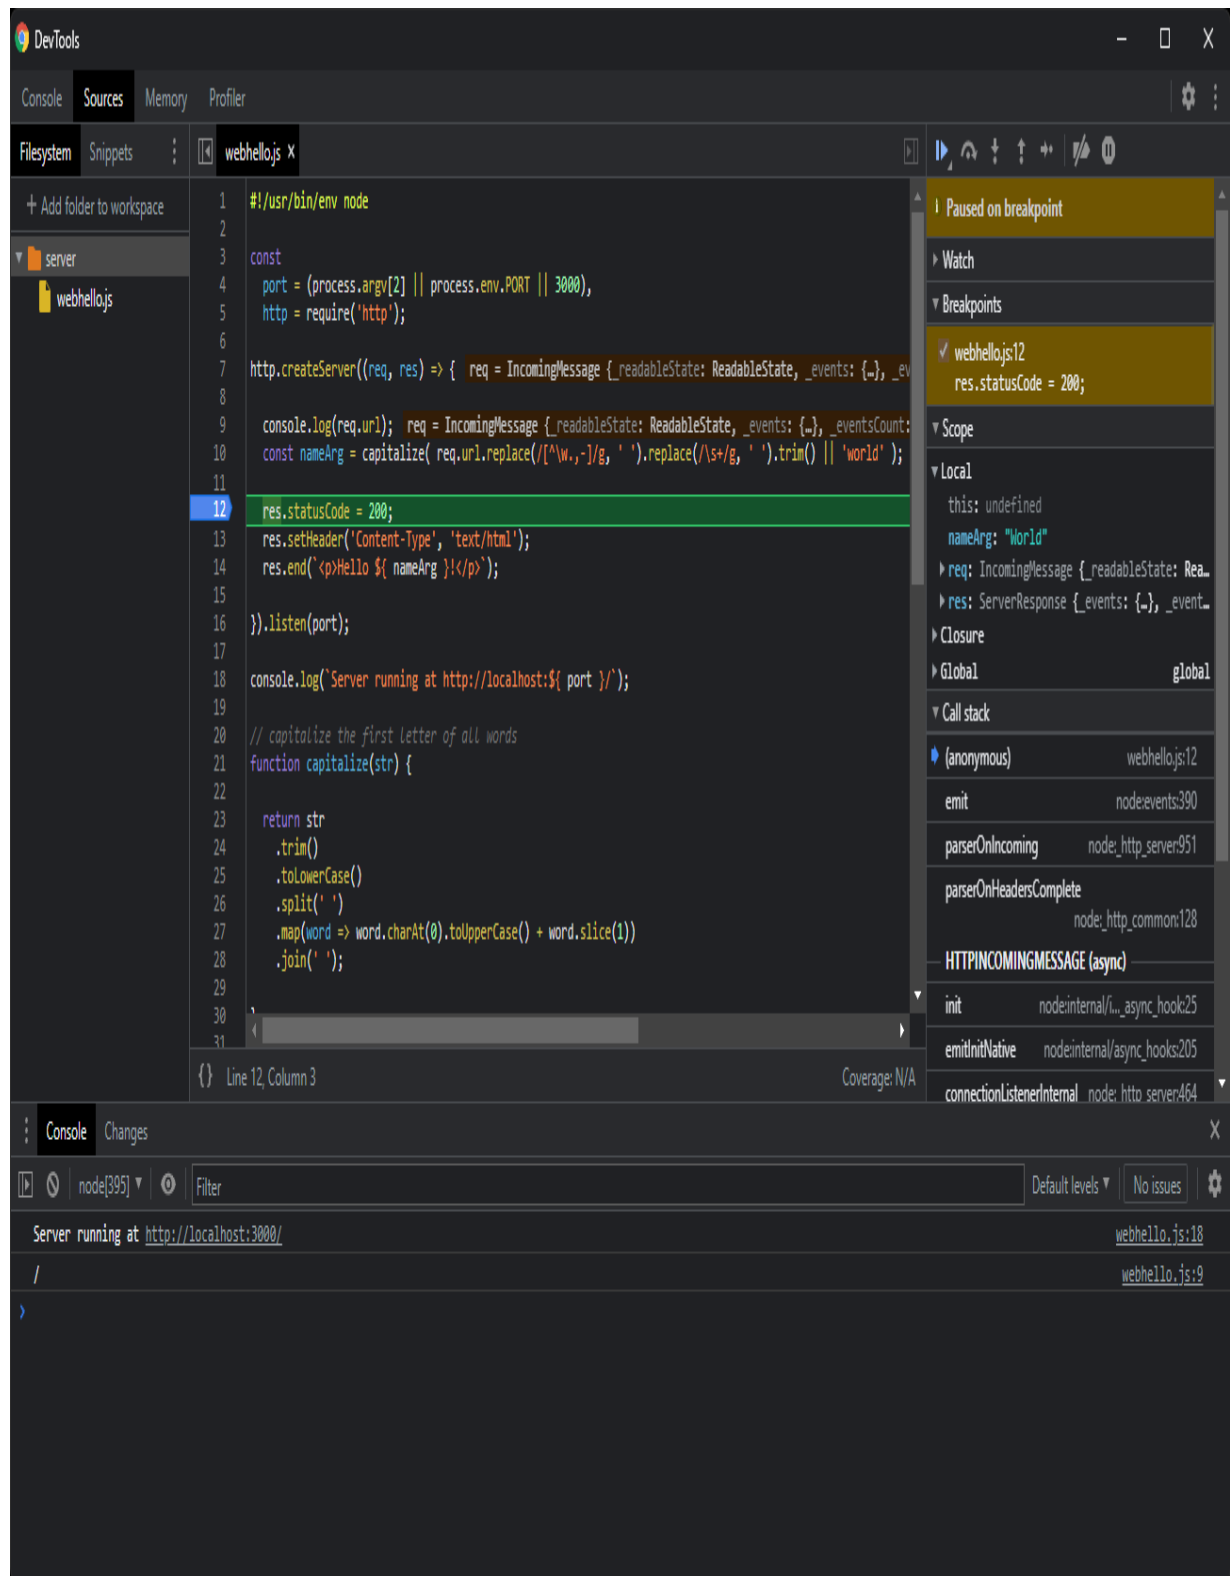 DevTools
Console Sources Memory Profiler
Filesystem Snippets
+ Add folder to workspace
server
webhello.js
webhello.js ×
1 #!/usr/bin/env node
2
3 const
4 port = (process.argv[2] || process.env.PORT || 3000),
5 http = require('http');
6
7 http.createServer((req, res) => { req = IncomingMessage {_readableState: ReadableState, _events: {…}, _ev
8
9 console.log(req.url); req = IncomingMessage {_readableState: ReadableState, _events: {…}, _eventsCount:
10 const nameArg = capitalize( req.url.replace(/[^\w.,-]/g, ' ').replace(/\s+/g, ' ').trim() || 'world' );
11
12 res.statusCode = 200;
13 res.setHeader('Content-Type', 'text/html');
14 res.end(`<p>Hello ${ nameArg }!</p>`);
15
16 }).listen(port);
17
18 console.log(`Server running at http://localhost:${ port }/`);
19
20 // capitalize the first letter of all words
21 function capitalize(str) {
22
23 return str
24 .trim()
25 .toLowerCase()
26 .split(' ')
27 .map(word => word.charAt(0).toUpperCase() + word.slice(1))
28 .join(' ');
29
30 }
31
{} Line 12, Column 3 Coverage: N/A
Paused on breakpoint
Watch
Breakpoints
webhello.js:12
res.statusCode = 200;
Scope
Local
this: undefined
nameArg: "World"
req: IncomingMessage {_readableState: Rea…
res: ServerResponse {_events: {…}, _event…
Closure
Global global
Call stack
(anonymous) webhello.js:12
emit node:events:390
parserOnIncoming node:_http_server:951
parserOnHeadersComplete
node:_http_common:128
HTTPINCOMINGMESSAGE (async)
init node:internal/i…_async_hook:25
emitInitNative node:internal/async_hooks:205
connectionListenerInternal node:_http_server:464
Console Changes
node[395] Filter Default levels No issues
Server running at http://localhost:3000/ webhello.js:18
/ webhello.js:9